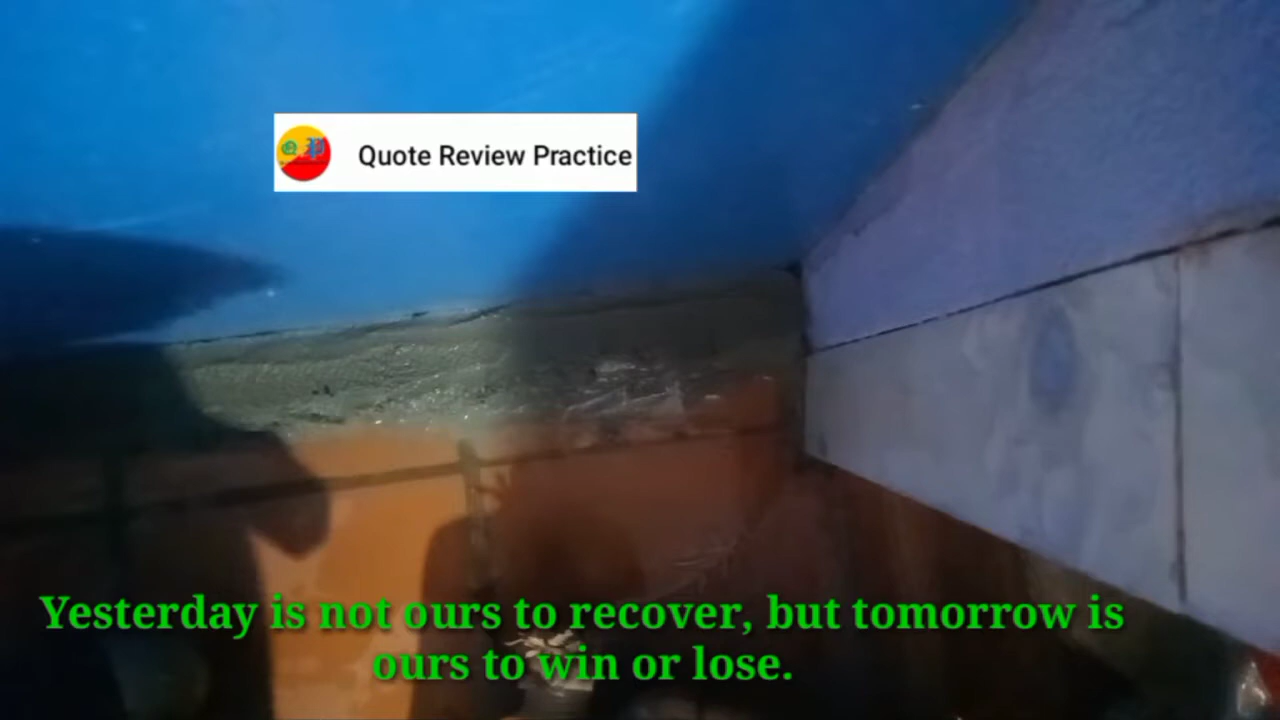 Q P
Quote Review Practice
Yesterday is not ours to recover, but tomorrow is
ours to win or lose.